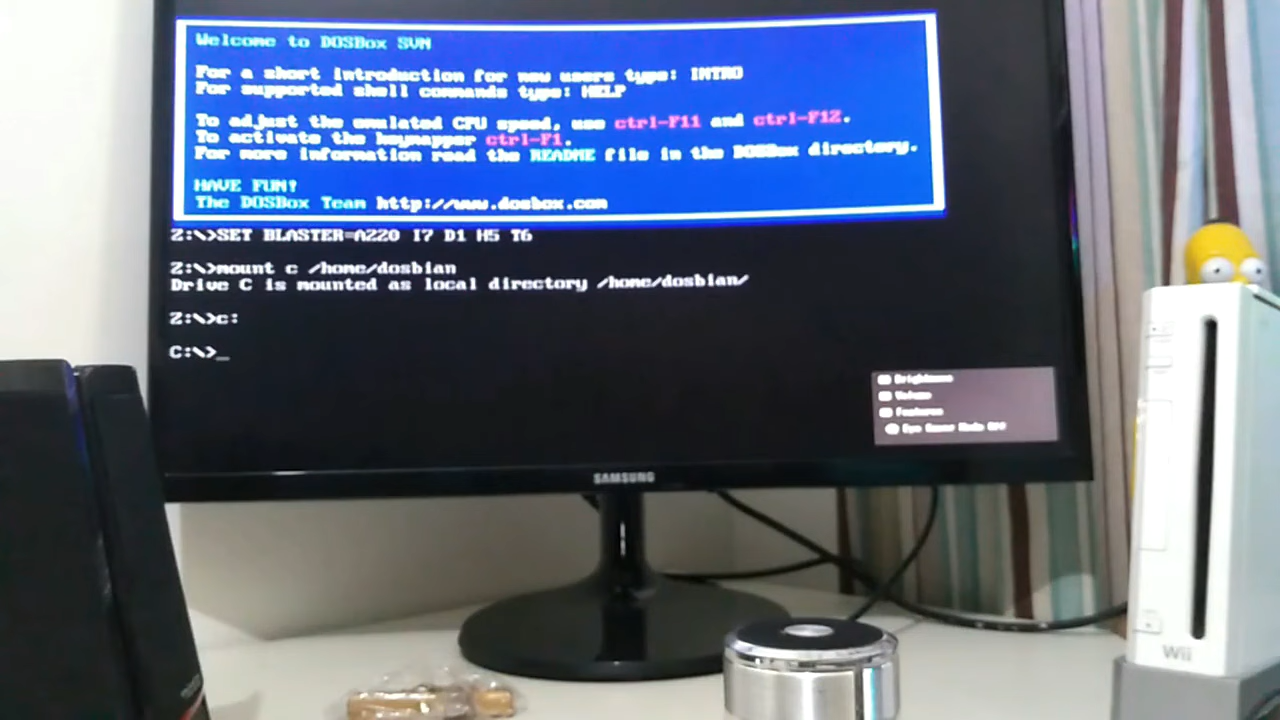 Welcome to DOSBox SVN
For a short introduction for new users type: INTRO
For supported shell commands type: HELP
To adjust the emulated CPU speed, use ctrl-F11 and ctrl-F12.
To activate the keymapper ctrl-F1.
For more information read the README file in the DOSBox directory.
HAVE FUN!
The DOSBox Team http://www.dosbox.com
Z:\>SET BLASTER=A220 I7 D1 H5 T6
Z:\>mount c /home/dosbian
Drive C is mounted as local directory /home/dosbian/
Z:\>c:
C:\>_
Brightness
Volume
Features
Eye Saver Mode Off
SAMSUNG
Wii